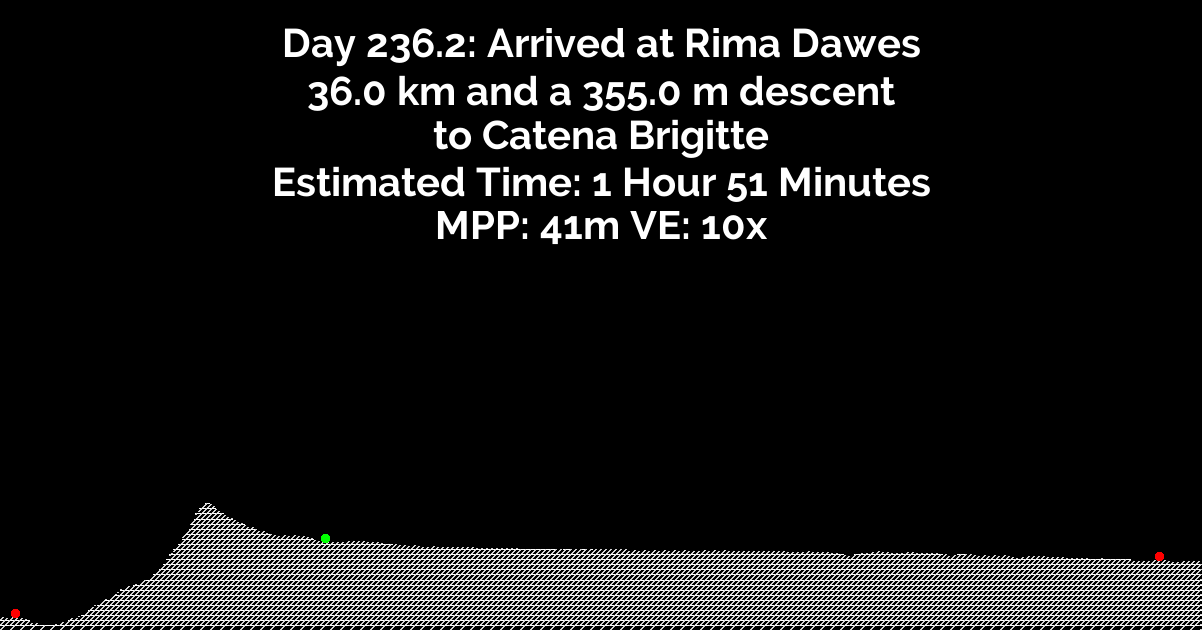 Day 236.2: Arrived at Rima Dawes
36.0 km and a 355.0 m descent
to Catena Brigitte
Estimated Time: 1 Hour 51 Minutes
MPP: 41m VE: 10x